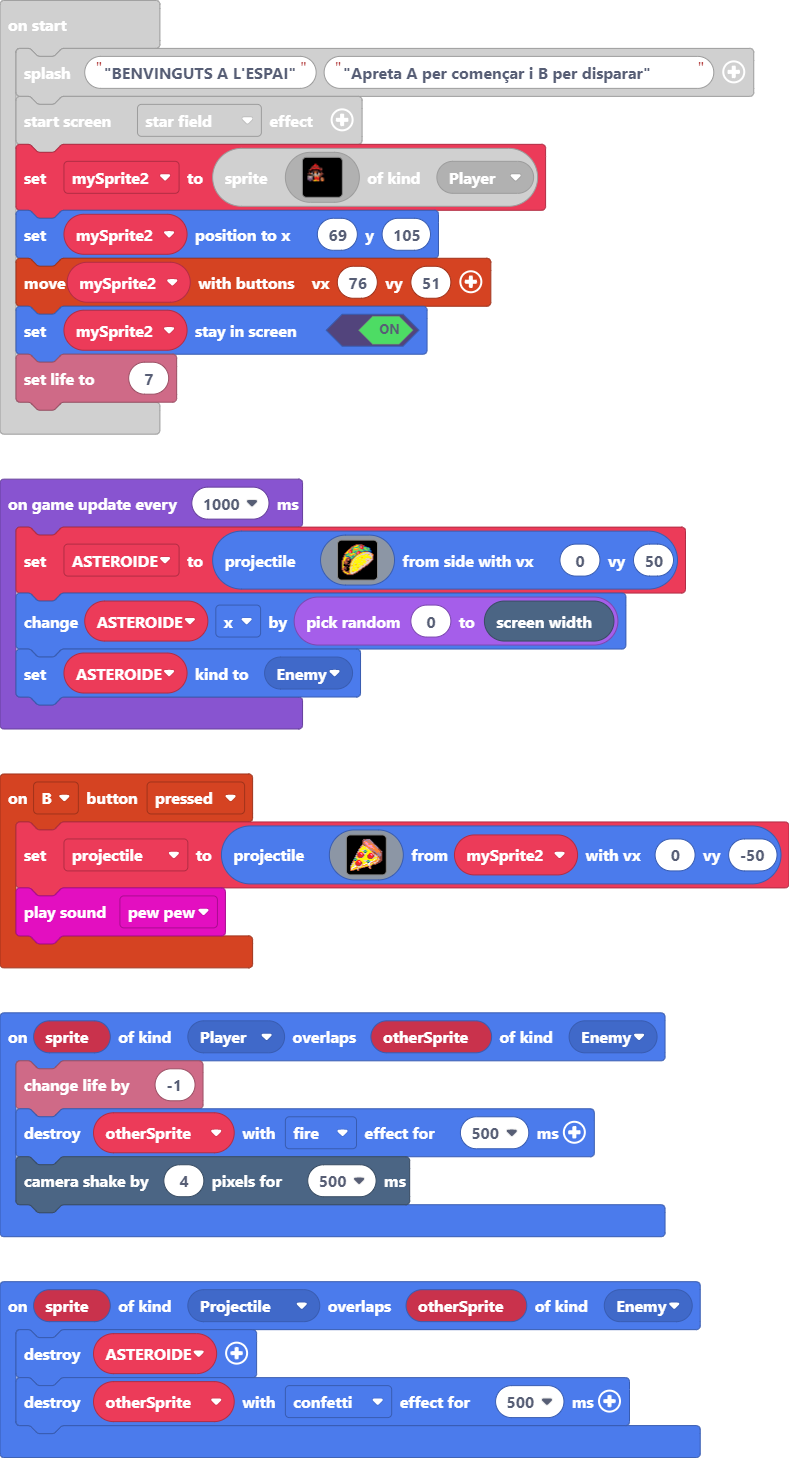 on start
splash ""BENVINGUTS A L'ESPAI"" ""Apreta A per començar i B per disparar" "
start screen star field effect
set mySprite2 to sprite of kind Player
set mySprite2 position to x 69 y 105
move mySprite2 with buttons vx 76 vy 51
set mySprite2 stay in screen ON
set life to 7
on game update every 1000 ms
set ASTEROIDE to projectile from side with vx 0 vy 50
change ASTEROIDE x by pick random 0 to screen width
set ASTEROIDE kind to Enemy
on B button pressed
set projectile to projectile from mySprite2 with vx 0 vy -50
play sound pew pew
on sprite of kind Player overlaps otherSprite of kind Enemy
change life by -1
destroy otherSprite with fire effect for 500 ms
camera shake by 4 pixels for 500 ms
on sprite of kind Projectile overlaps otherSprite of kind Enemy
destroy ASTEROIDE
destroy otherSprite with confetti effect for 500 ms